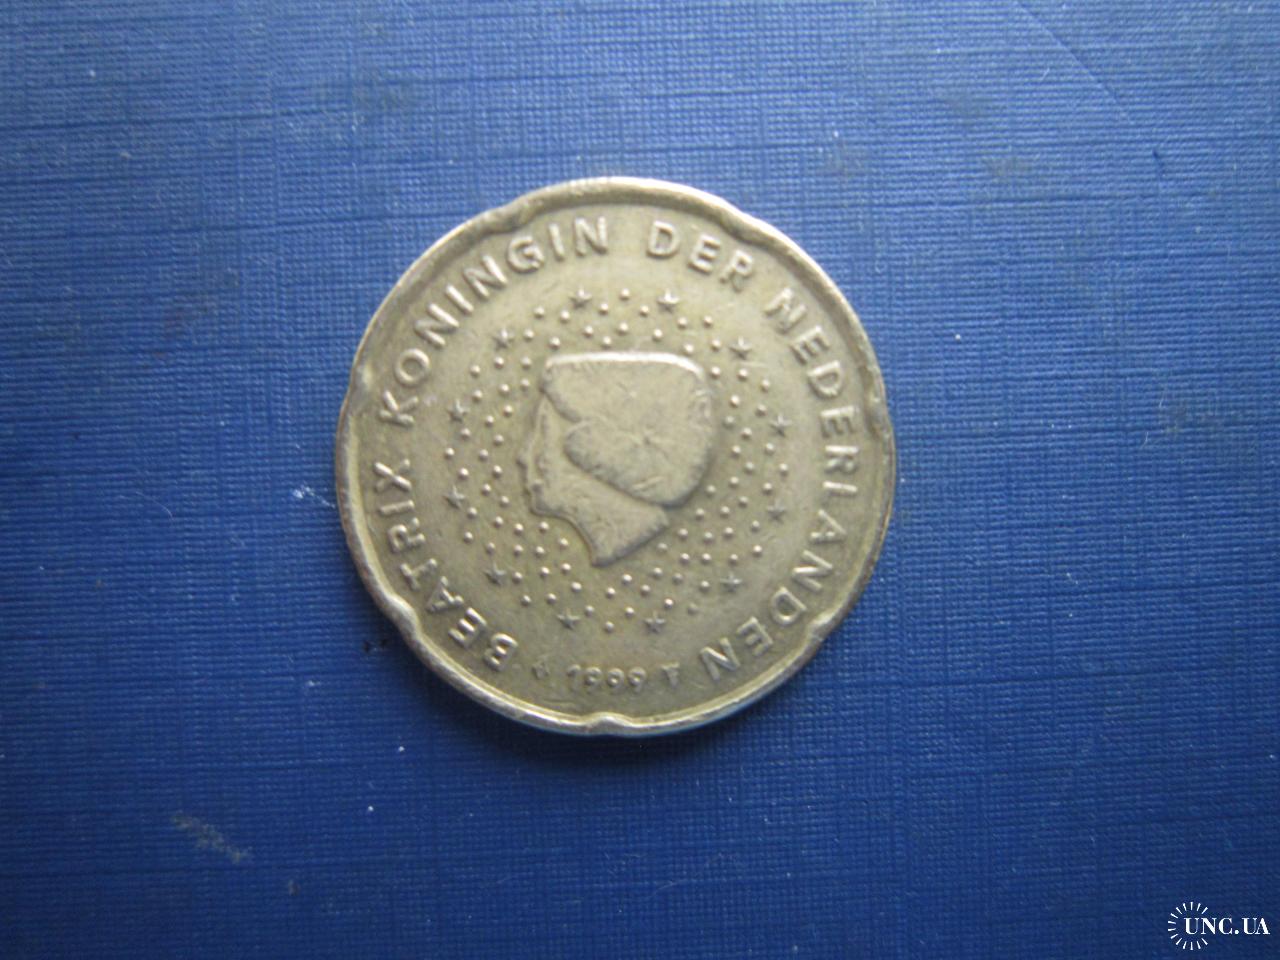 BEATRIX KONINGIN DER NEDERLANDEN
1999
UNC.UA